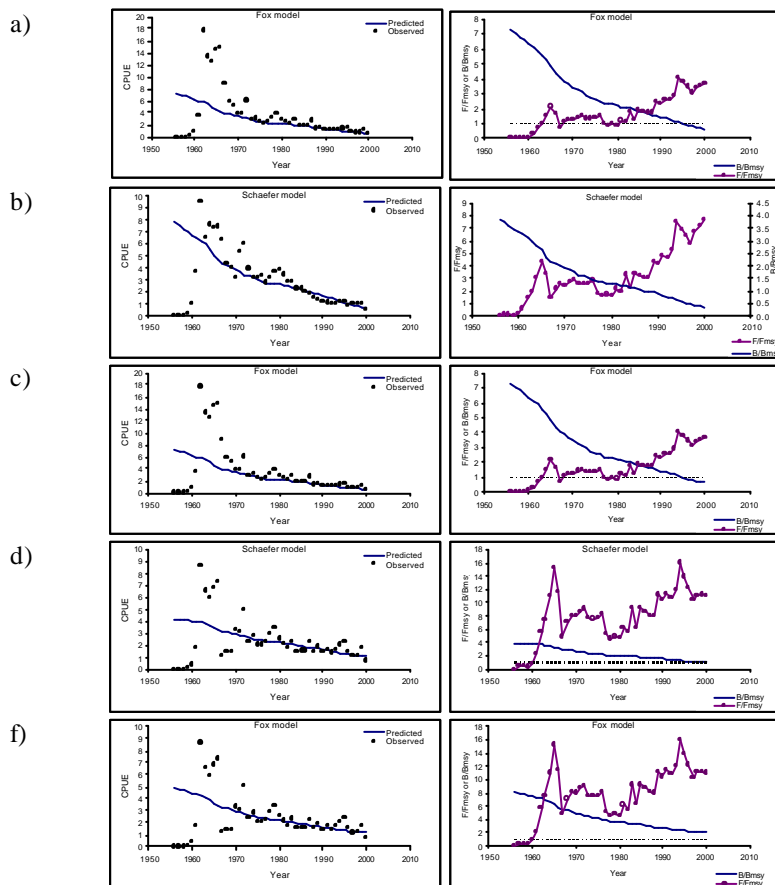 a)
Fox model
Predicted
Observed
CPUE
20
18
16
14
12
10
8
6
4
2
0
1950 1960 1970 1980 1990 2000 2010
Year
Fox model
F/Fmsy or B/Bmsy
8
7
6
5
4
3
2
1
0
1950 1960 1970 1980 1990 2000 2010
Year
B/Bmsy
F/Fmsy
b)
Schaefer model
Predicted
Observed
CPUE
10
9
8
7
6
5
4
3
2
1
0
1950 1960 1970 1980 1990 2000 2010
Year
Schaefer model
F/Fmsy
9
8
7
6
5
4
3
2
1
0
4.5
4.0
3.5
3.0
2.5
2.0
1.5
1.0
0.5
0.0
B/Bmsy
1950 1960 1970 1980 1990 2000 2010
Year
F/Fmsy
B/Bmsy
c)
Fox model
Predicted
Observed
CPUE
20
18
16
14
12
10
8
6
4
2
0
1950 1960 1970 1980 1990 2000 2010
Year
Fox model
F/Fmsy or B/Bmsy
8
7
6
5
4
3
2
1
0
1950 1960 1970 1980 1990 2000 2010
Year
B/Bmsy
F/Fmsy
d)
Schaefer model
Predicted
Observed
CPUE
10
9
8
7
6
5
4
3
2
1
0
1950 1960 1970 1980 1990 2000 2010
Year
Schaefer model
F/Fmsy or B/Bmsy
18
16
14
12
10
8
6
4
2
0
1950 1960 1970 1980 1990 2000 2010
Year
B/Bmsy
F/Fmsy
f)
Fox model
Predicted
Observed
CPUE
10
9
8
7
6
5
4
3
2
1
0
1950 1960 1970 1980 1990 2000 2010
Year
Fox model
F/Fmsy or B/Bmsy
18
16
14
12
10
8
6
4
2
0
1950 1960 1970 1980 1990 2000 2010
Year
B/Bmsy
F/Fmsy